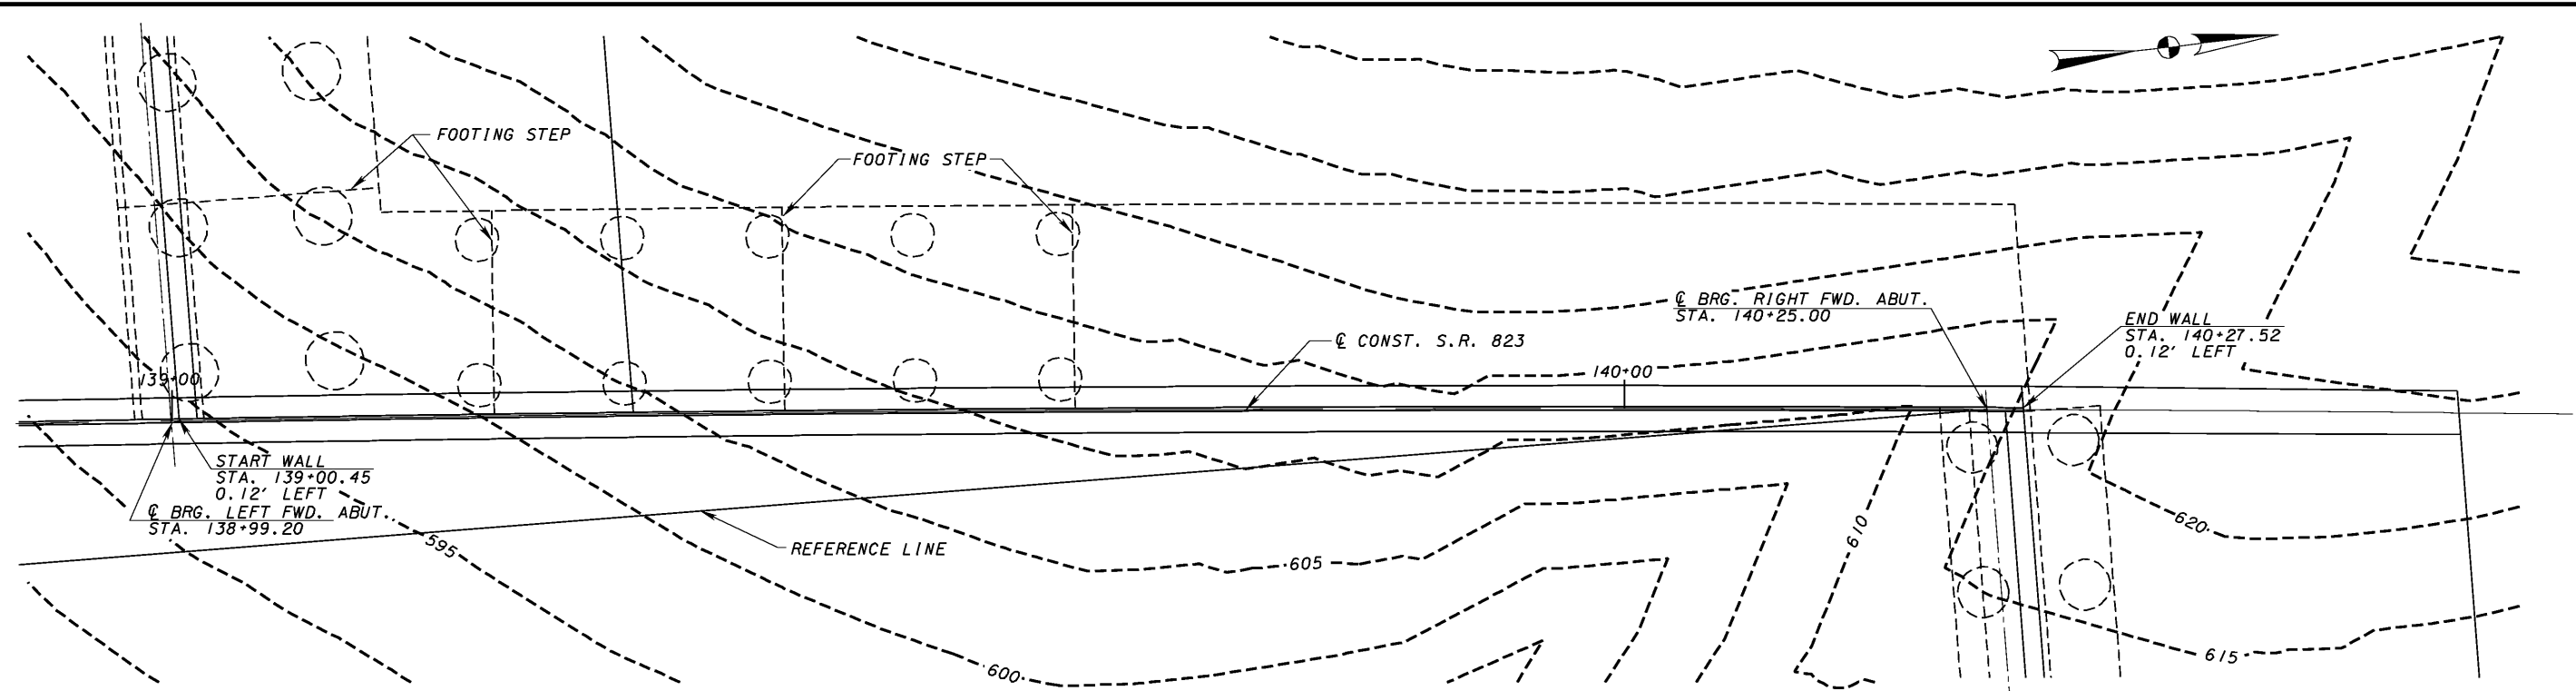 FOOTING STEP
FOOTING STEP
℄ BRG. RIGHT FWD. ABUT.
STA. 140+25.00
END WALL
STA. 140+27.52
0.12' LEFT
℄ CONST. S.R. 823
139+00
140+00
START WALL
STA. 139+00.45
0.12' LEFT
℄ BRG. LEFT FWD. ABUT.
STA. 138+99.20
REFERENCE LINE
595
600
605
610
615
620